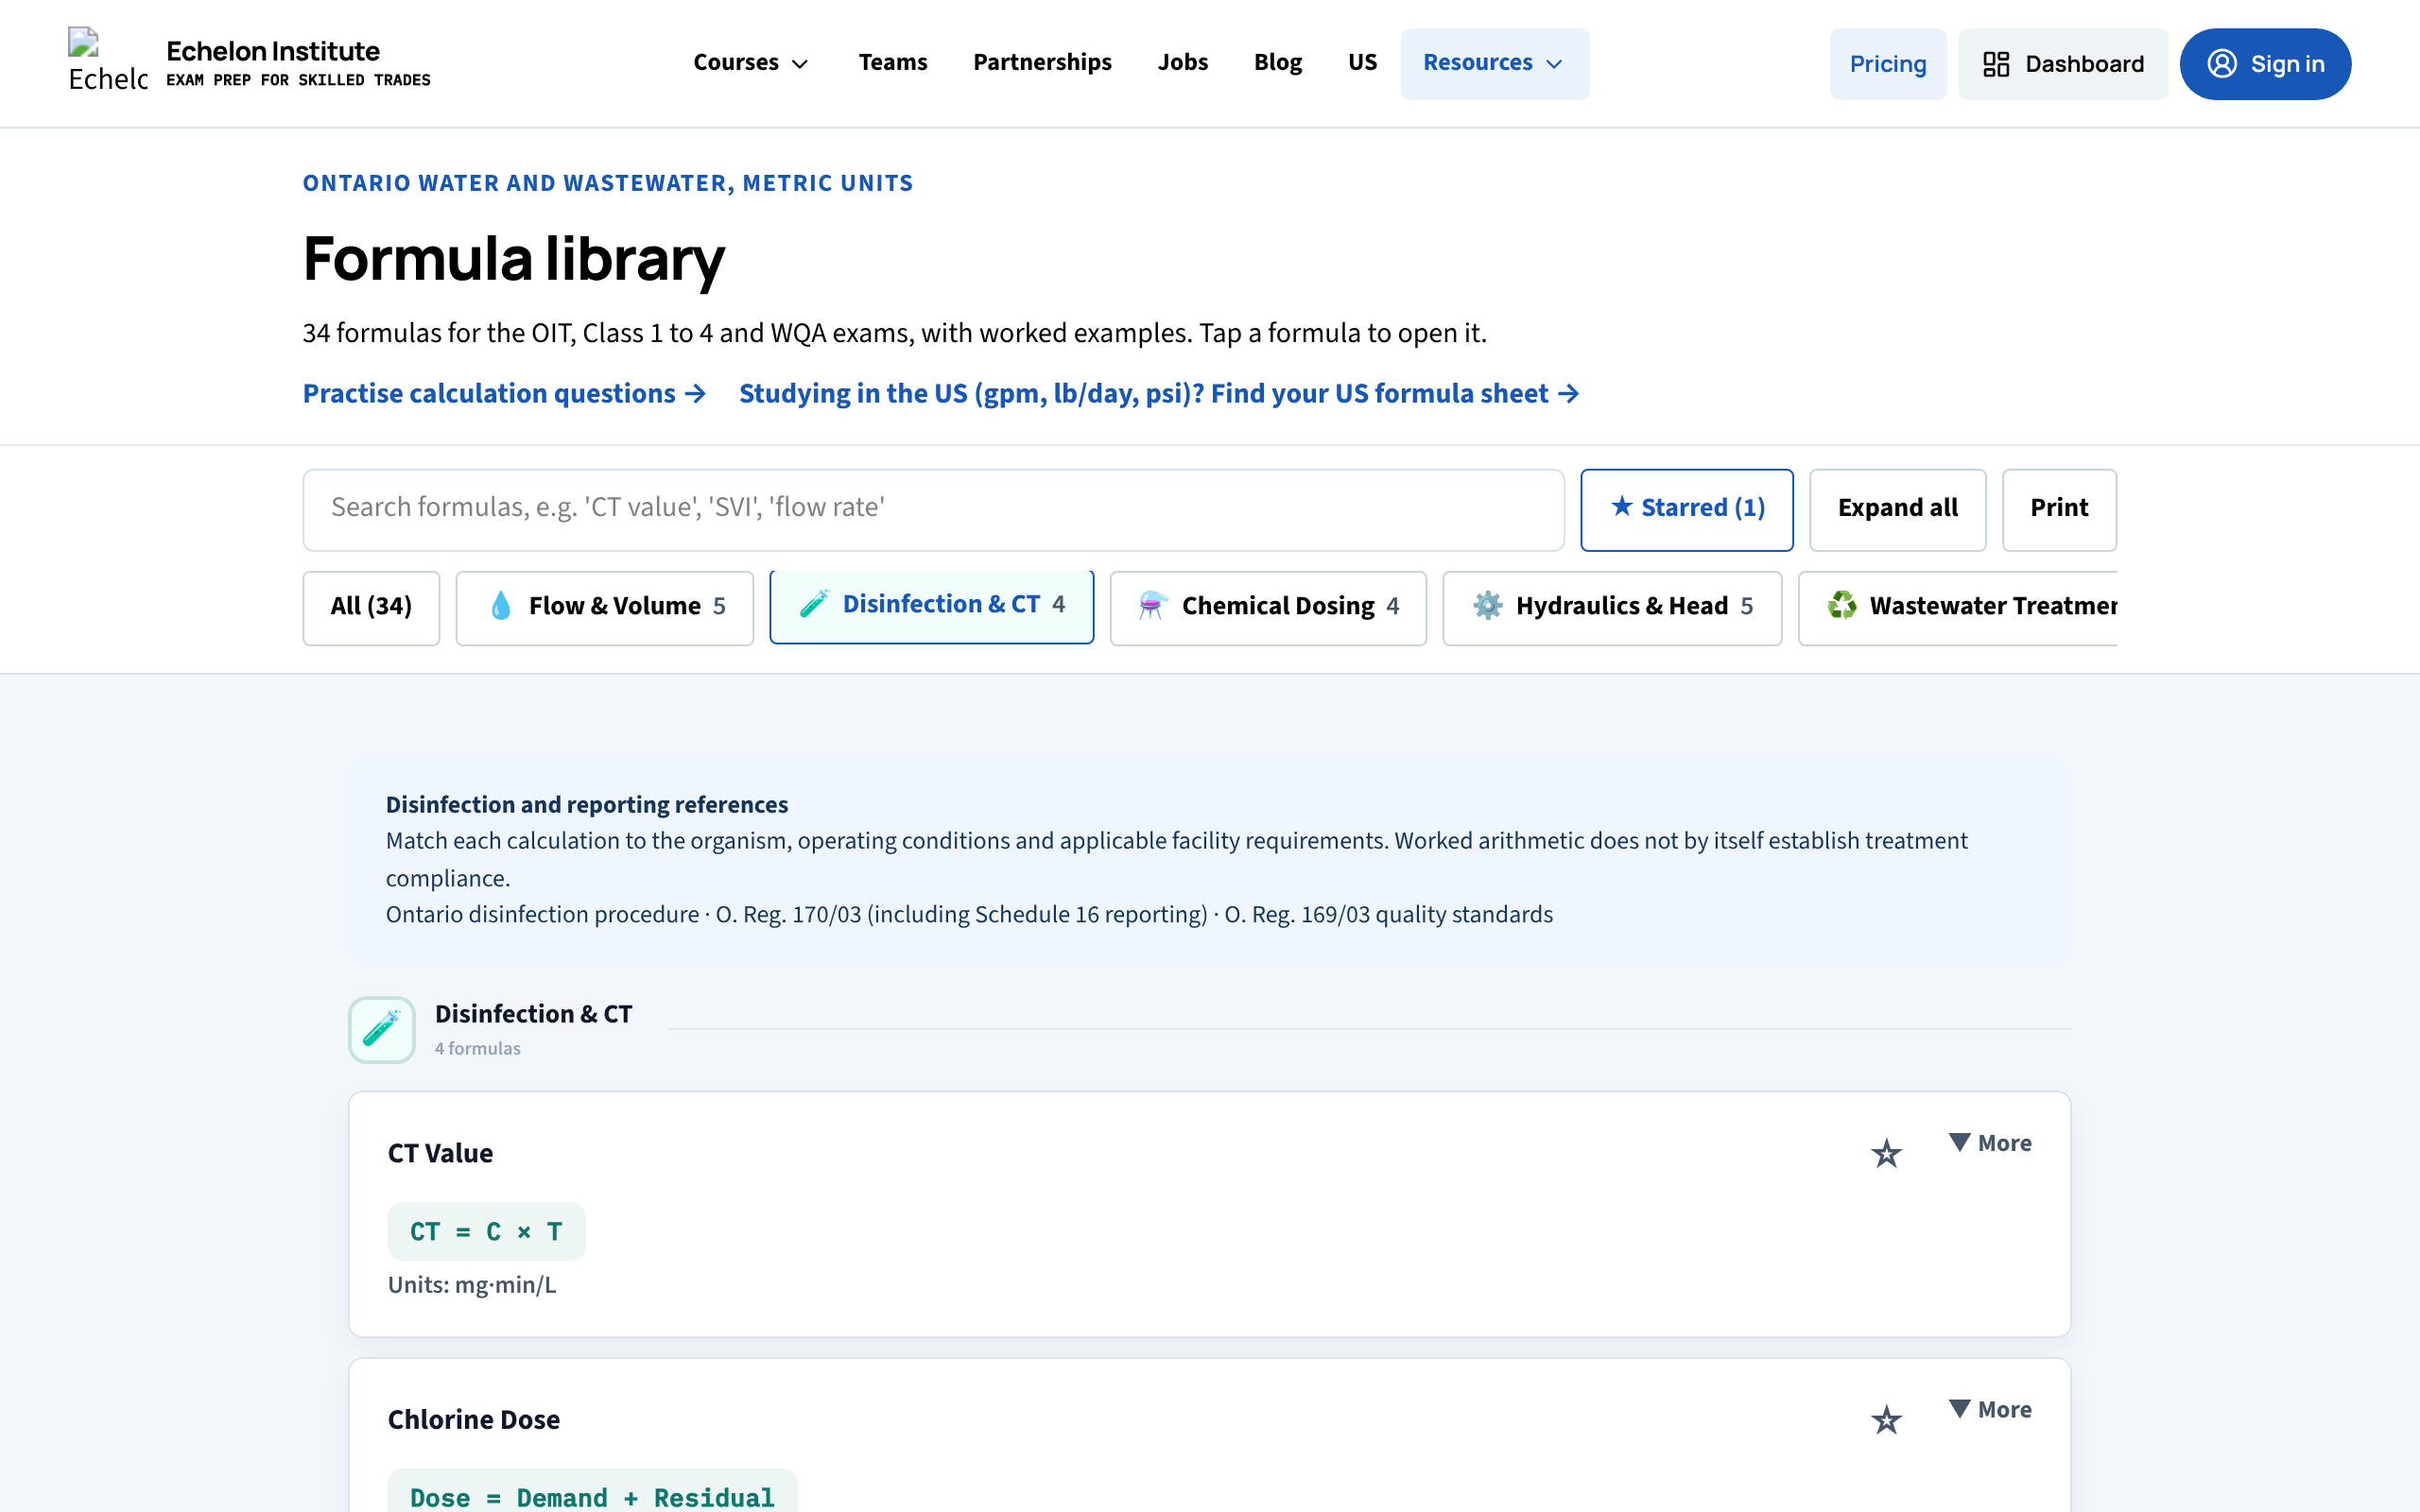 Echelc
Echelon Institute
EXAM PREP FOR SKILLED TRADES
Courses
Teams
Partnerships
Jobs
Blog
US
Resources
Pricing
Dashboard
Sign in
ONTARIO WATER AND WASTEWATER, METRIC UNITS
Formula library
34 formulas for the OIT, Class 1 to 4 and WQA exams, with worked examples. Tap a formula to open it.
Practise calculation questions → Studying in the US (gpm, lb/day, psi)? Find your US formula sheet →
Search formulas, e.g. 'CT value', 'SVI', 'flow rate'
★ Starred (1)
Expand all
Print
All (34)
Flow & Volume 5
Disinfection & CT 4
Chemical Dosing 4
Hydraulics & Head 5
Wastewater Treatmen
Disinfection and reporting references
Match each calculation to the organism, operating conditions and applicable facility requirements. Worked arithmetic does not by itself establish treatment
compliance.
Ontario disinfection procedure · O. Reg. 170/03 (including Schedule 16 reporting) · O. Reg. 169/03 quality standards
Disinfection & CT
4 formulas
CT Value
☆ ▼ More
CT = C × T
Units: mg·min/L
Chlorine Dose
☆ ▼ More
Dose = Demand + Residual